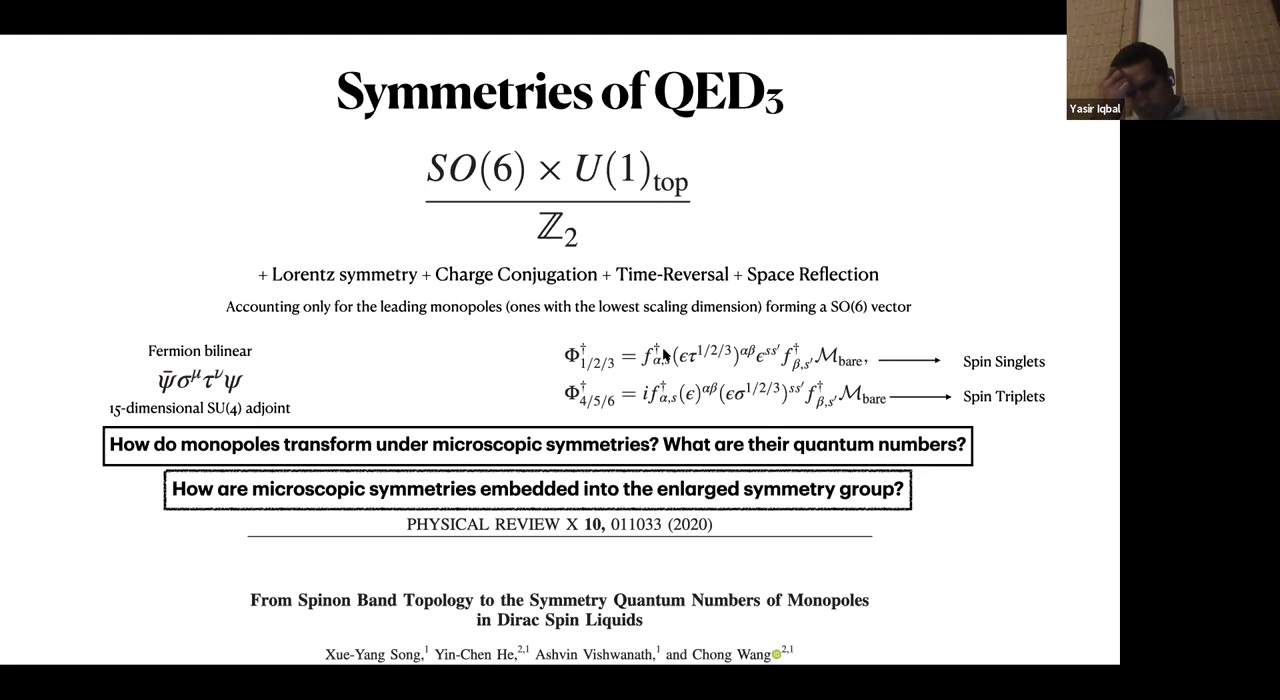 Symmetries of QED₃
Yasir Iqbal
SO(6) × U(1)ₜₒₚ
ℤ₂
+ Lorentz symmetry + Charge Conjugation + Time-Reversal + Space Reflection
Accounting only for the leading monopoles (ones with the lowest scaling dimension) forming a SO(6) vector
Fermion bilinear
ψ̄σ^μτ^νψ
15-dimensional SU(4) adjoint
Φ†_{1/2/3} = f†_{α,s}(ετ^{1/2/3})^{αβ}ε^{ss′}f†_{β,s′}ℳ_bare, → Spin Singlets
Φ†_{4/5/6} = if†_{α,s}(ε)^{αβ}(εσ^{1/2/3})^{ss′}f†_{β,s′}ℳ_bare → Spin Triplets
How do monopoles transform under microscopic symmetries? What are their quantum numbers?
How are microscopic symmetries embedded into the enlarged symmetry group?
PHYSICAL REVIEW X 10, 011033 (2020)
From Spinon Band Topology to the Symmetry Quantum Numbers of Monopoles
in Dirac Spin Liquids
Xue-Yang Song,¹ Yin-Chen He,²,¹ Ashvin Vishwanath,¹ and Chong Wang ²,¹